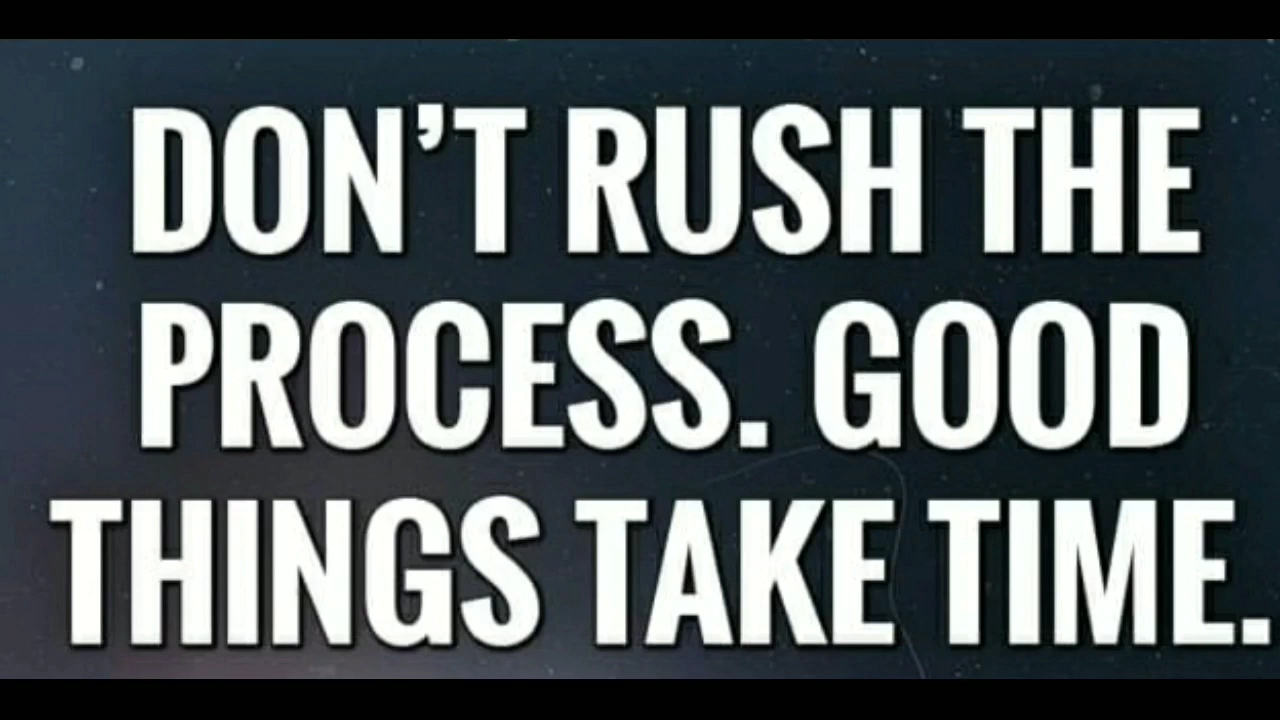 DON’T RUSH THE
PROCESS. GOOD
THINGS TAKE TIME.